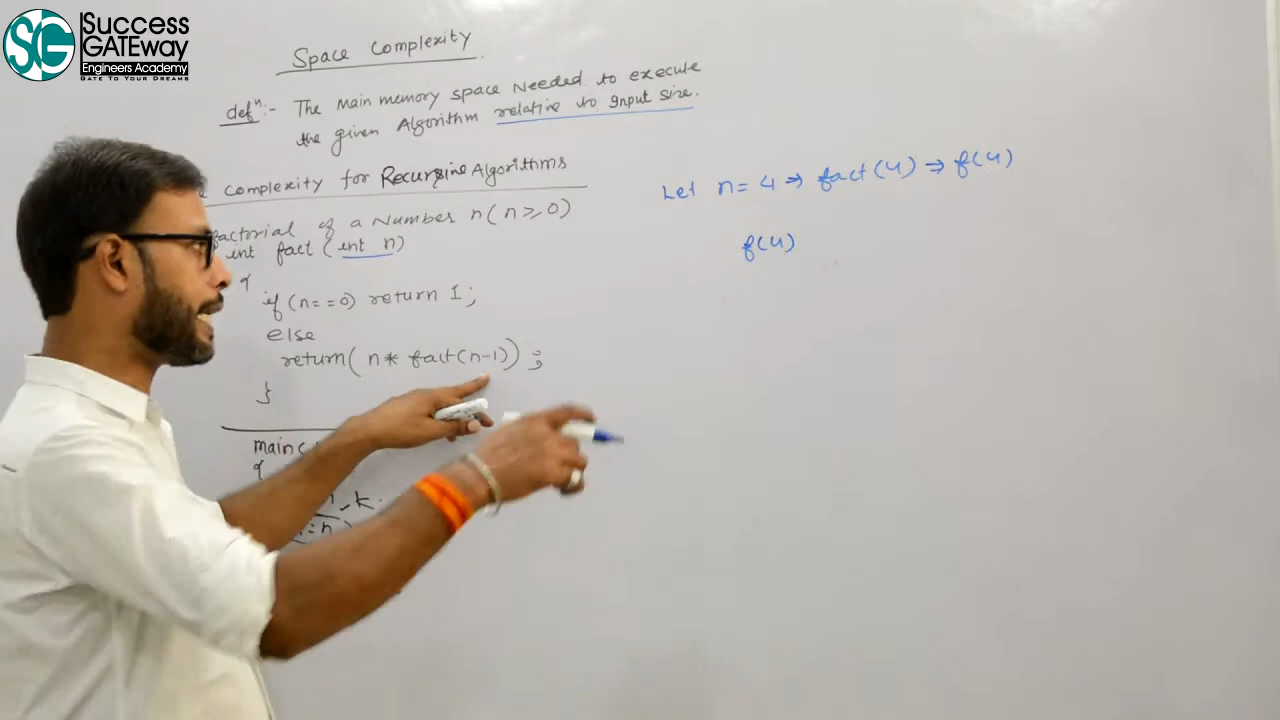 Success
GATEway
Engineers Academy
GATE To Your DREAMS
SG
Space Complexity
defⁿ:- The Main memory space Needed to execute
the given Algorithm relative to Input size.
complexity for Recursive Algorithms
factorial of a Number n(n≥0)
int fact(int n)
{
if(n==0) return 1;
else
return(n* fact(n-1));
}
main(
{
k.
=n)
Let n=4 → fact(4) → f(4)
f(4)